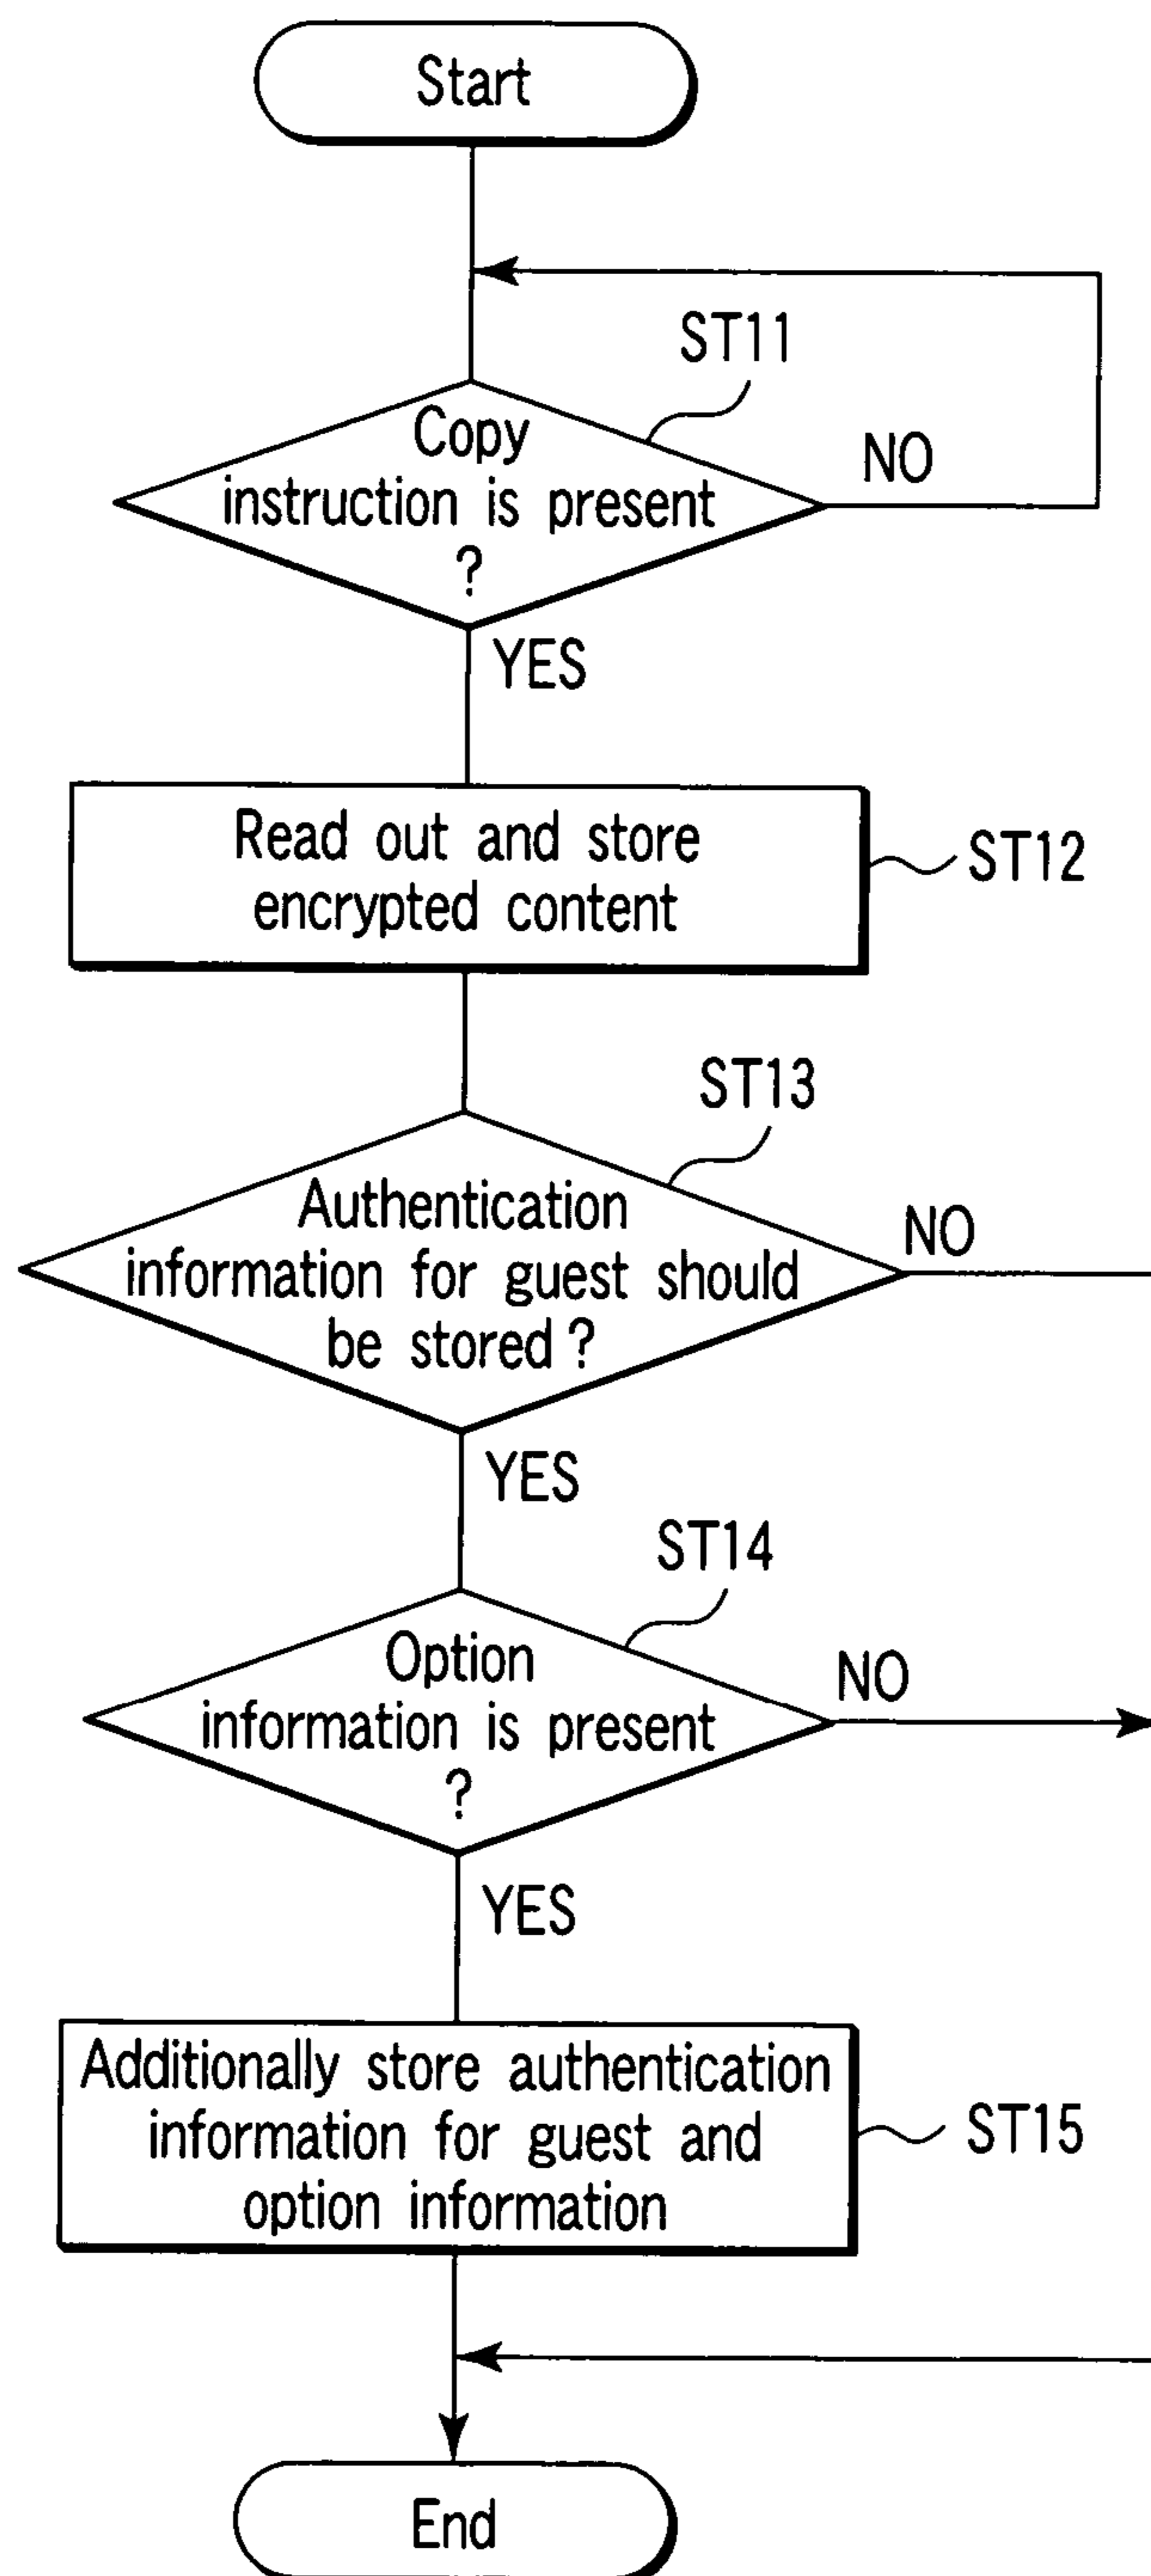 Start
ST11
Copy
instruction is present
?
NO
YES
Read out and store
encrypted content
ST12
ST13
Authentication
information for guest should
be stored ?
NO
YES
ST14
Option
information is present
?
NO
YES
Additionally store authentication
information for guest and
option information
ST15
End